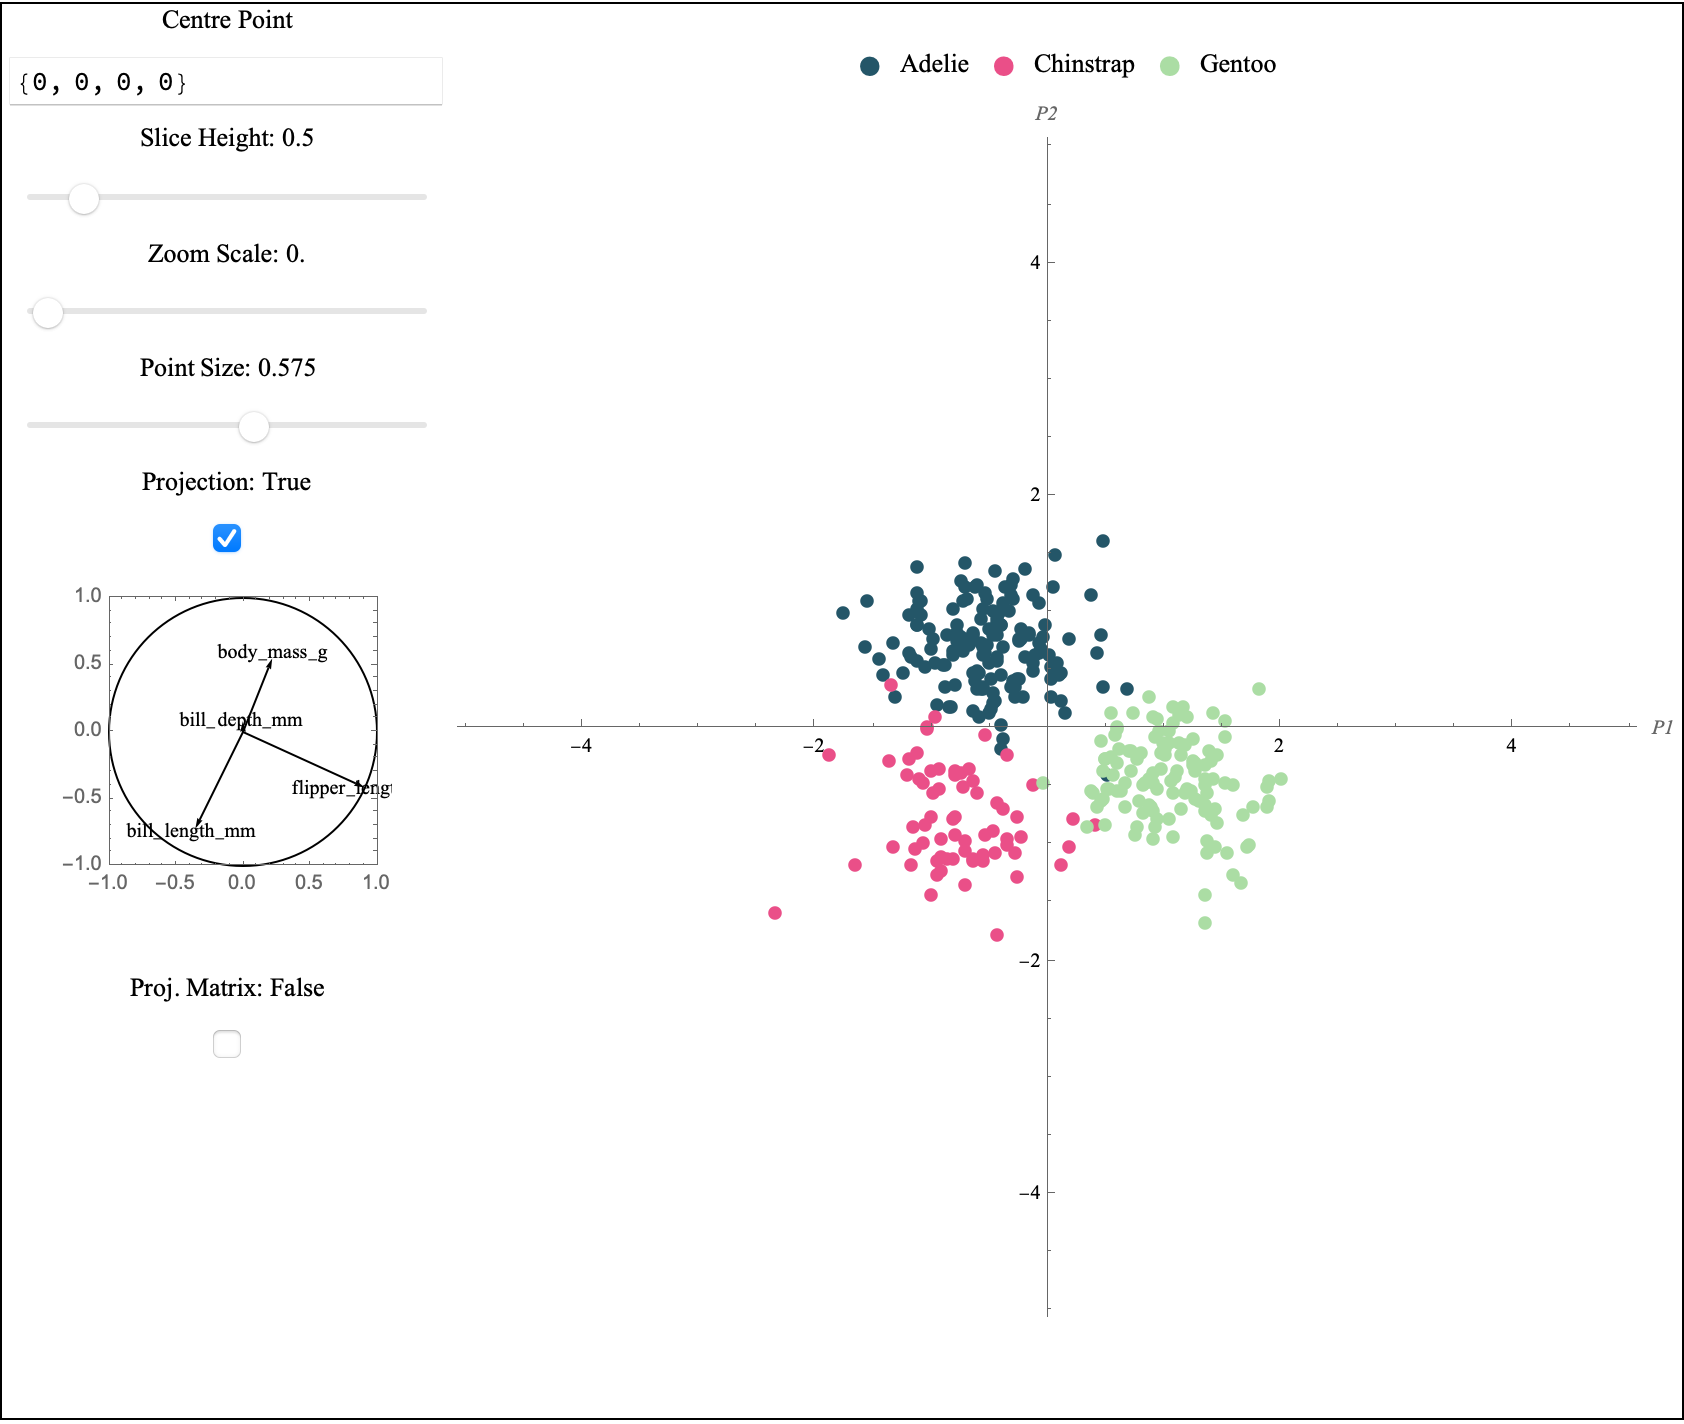 Centre Point
{0, 0, 0, 0}
Slice Height: 0.5
Zoom Scale: 0.
Point Size: 0.575
Projection: True
1.0
0.5
0.0
−0.5
−1.0
−1.0 −0.5 0.0 0.5 1.0
body_mass_g
bill_depth_mm
flipper_lengt
bill_length_mm
Proj. Matrix: False
Adelie Chinstrap Gentoo
P2
4
2
−4 −2 2 4 P1
−2
−4